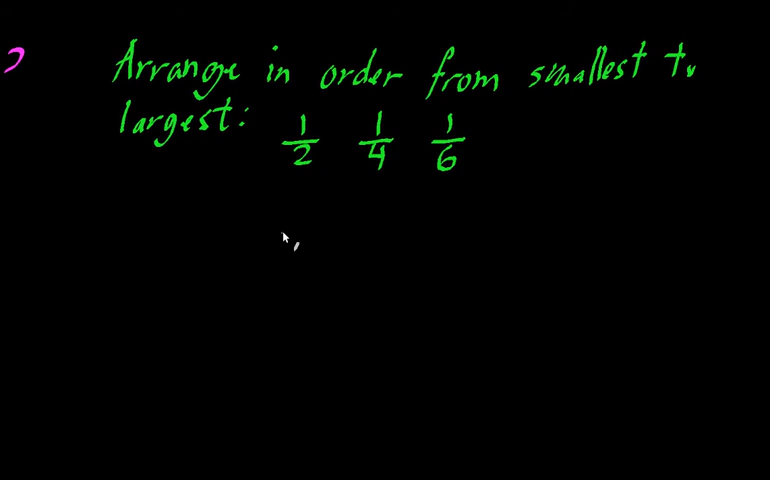 Arrange in order from smallest to
largest: 1/2 1/4 1/6